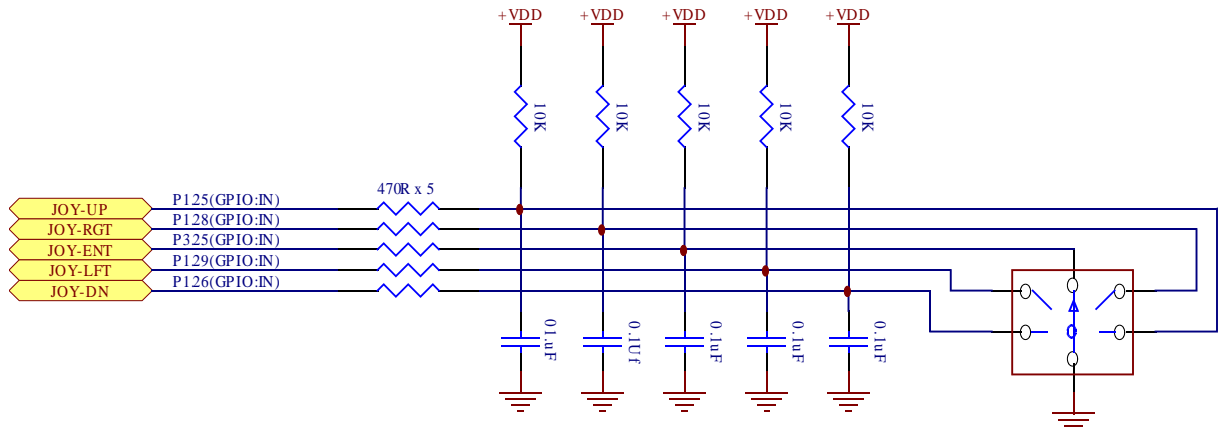 +VDD +VDD +VDD +VDD +VDD
10K 10K 10K 10K 10K
470R x 5
JOY-UP P125(GPIO:IN)
JOY-RGT P128(GPIO:IN)
JOY-ENT P325(GPIO:IN)
JOY-LFT P129(GPIO:IN)
JOY-DN P126(GPIO:IN)
01.uF 0.1Uf 0.1uF 0.1uF 0.1uF